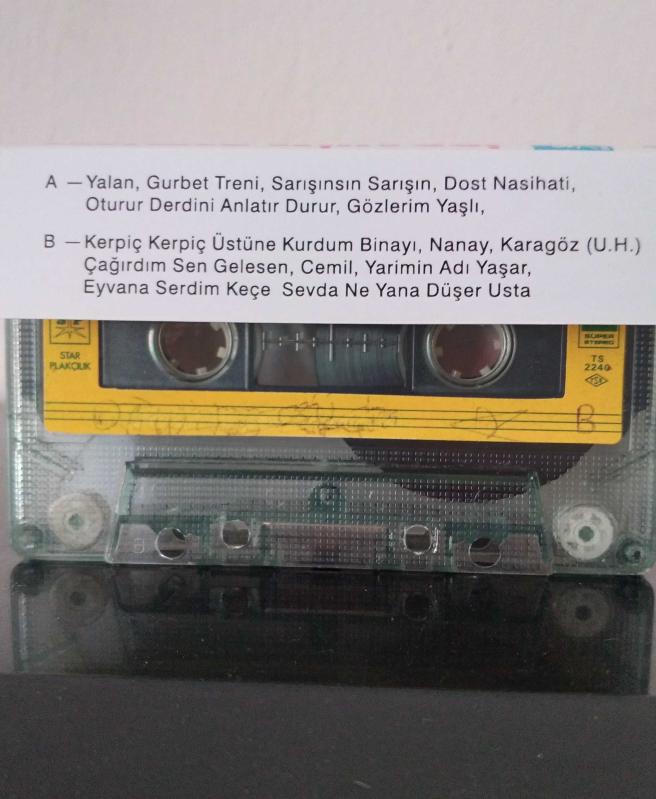 A — Yalan, Gurbet Treni, Sarışınsın Sarışın, Dost Nasihati,
Oturur Derdini Anlatır Durur, Gözlerim Yaşlı,
B — Kerpiç Kerpiç Üstüne Kurdum Binayı, Nanay, Karagöz (U.H.)
Çağırdım Sen Gelesen, Cemil, Yarimin Adı Yaşar,
Eyvana Serdim Keçe Sevda Ne Yana Düşer Usta
STAR
PLAKÇILIK
SUPER
STEREO
TS
2240
TSE
B